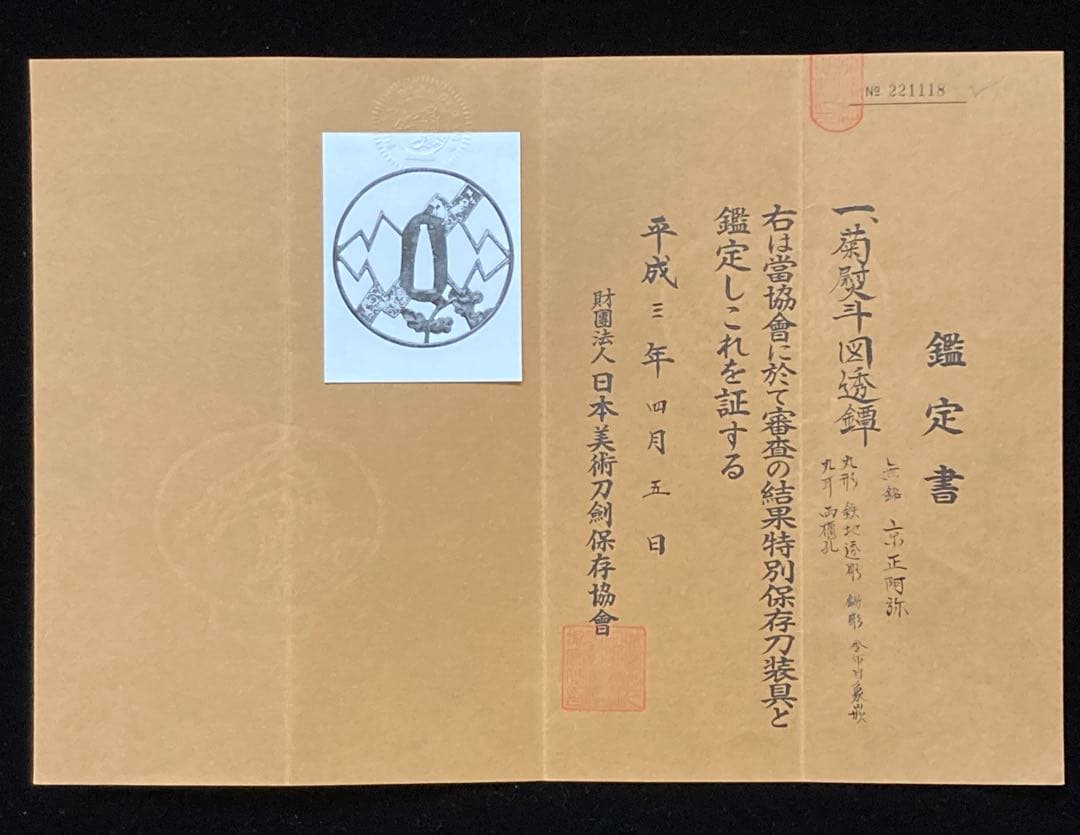 № 221118
鑑定書
一、菊熨斗図透鐔
無銘 京正阿弥
丸形 鉄地透彫 鋤彫 金布目象嵌
丸耳 両櫃孔
右は當協會に於て審査の結果特別保存刀装具と
鑑定しこれを証する
平成三年四月五日
財團法人 日本美術刀劍保存協會